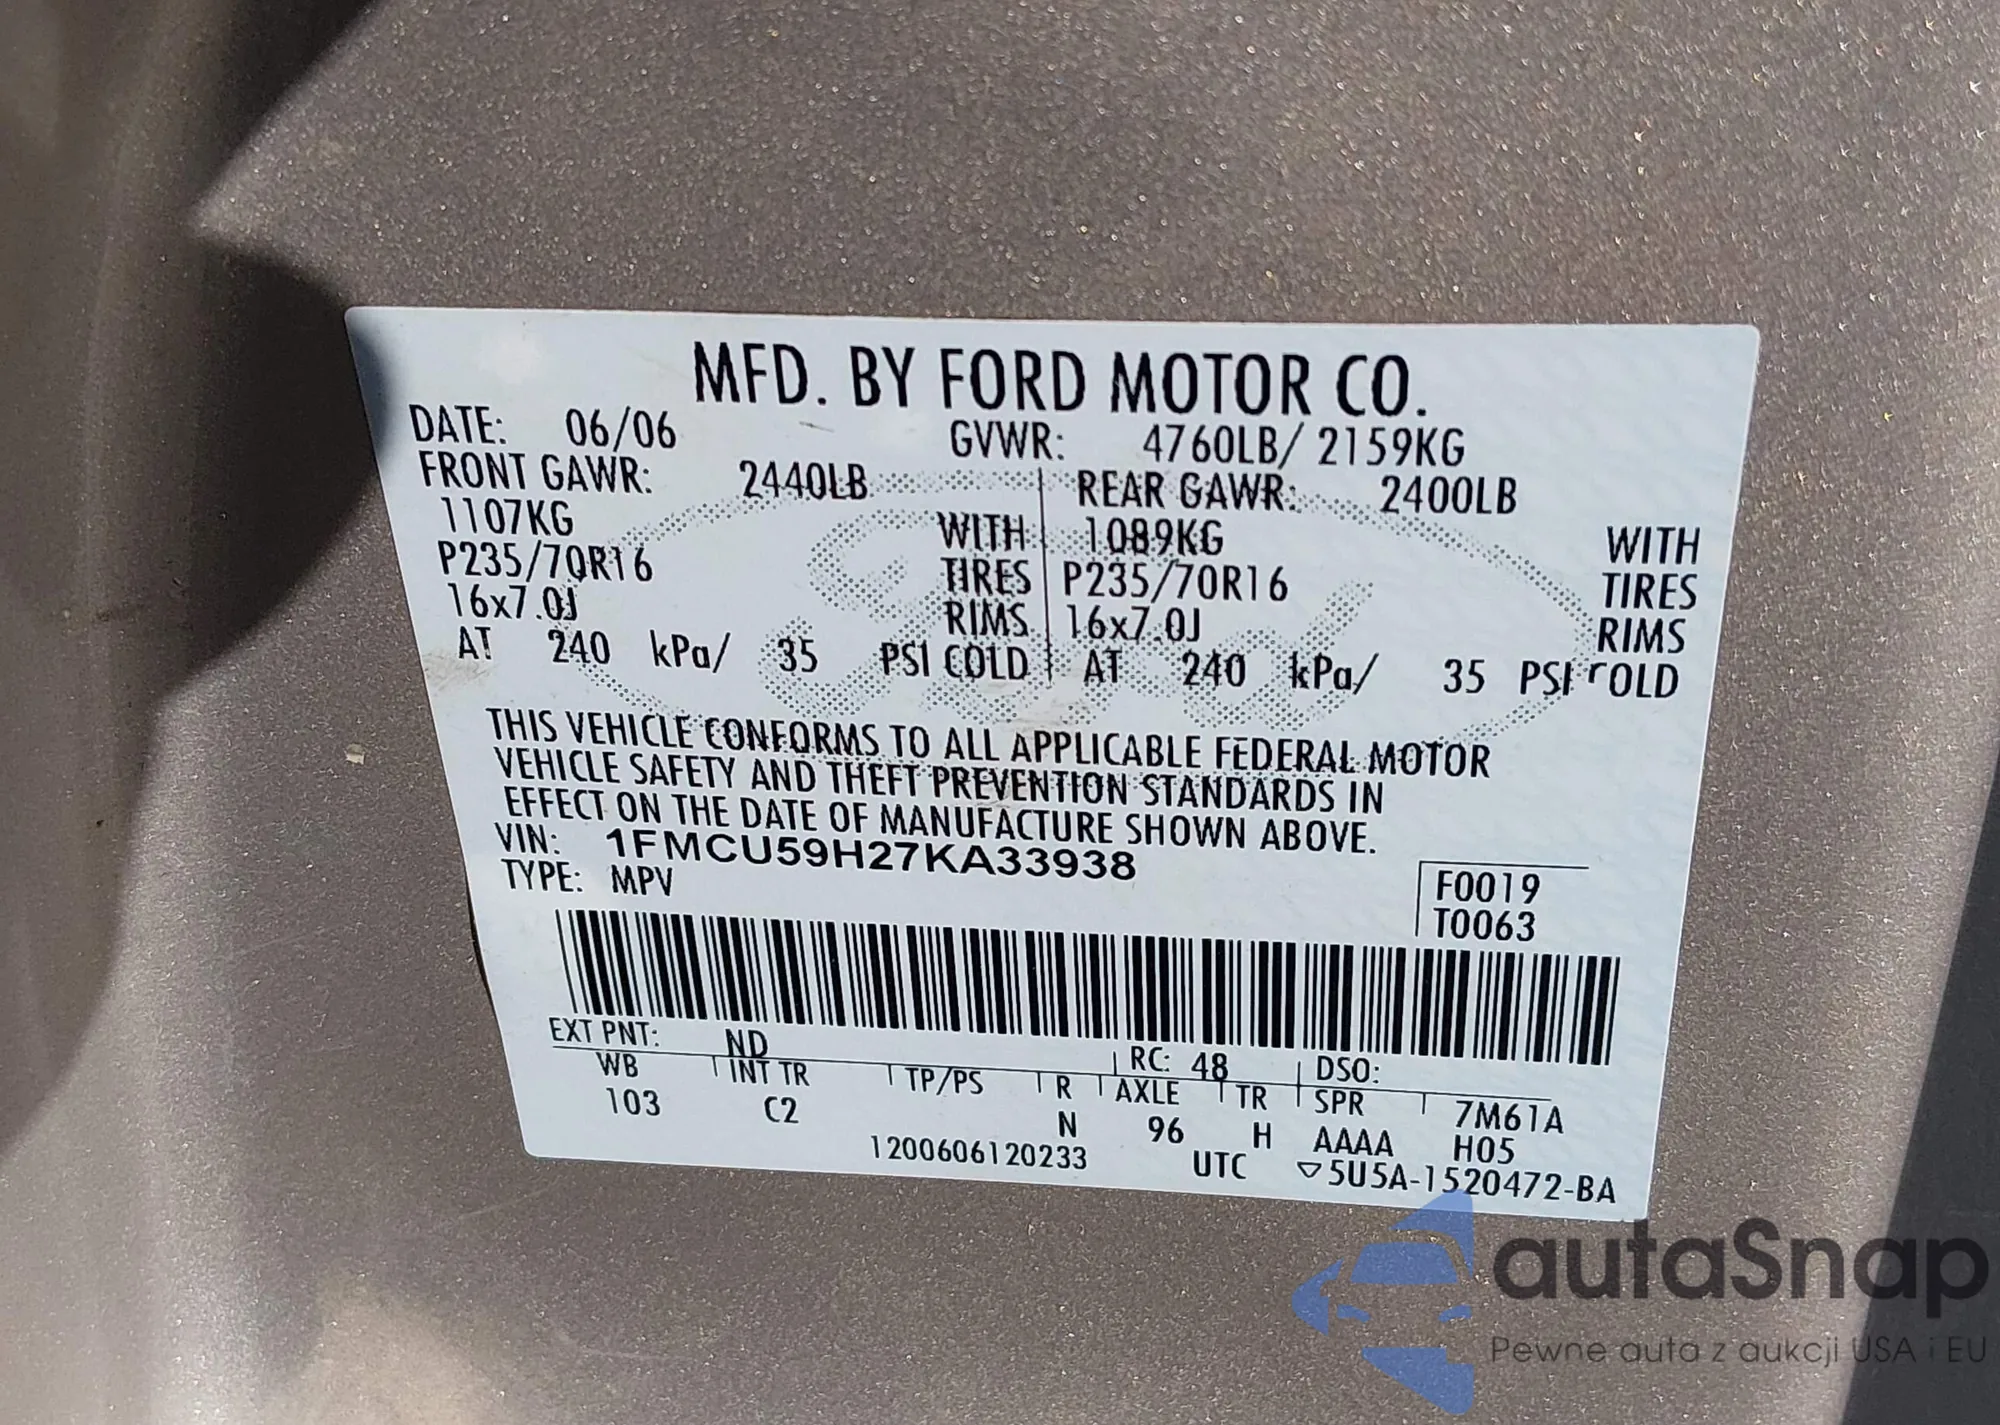 MFD. BY FORD MOTOR CO.
DATE: 06/06 GVWR: 4760LB/ 2159KG
FRONT GAWR: 2440LB REAR GAWR: 2400LB
1107KG WITH 1089KG WITH
P235/70R16 TIRES P235/70R16 TIRES
16x7.0J RIMS 16x7.0J RIMS
AT 240 kPa/ 35 PSI COLD AT 240 kPa/ 35 PSI COLD
THIS VEHICLE CONFORMS TO ALL APPLICABLE FEDERAL MOTOR
VEHICLE SAFETY AND THEFT PREVENTION STANDARDS IN
EFFECT ON THE DATE OF MANUFACTURE SHOWN ABOVE.
VIN: 1FMCU59H27KA33938
TYPE: MPV
F0019
T0063
EXT PNT: ND RC: 48 DSO:
WB INT TR TP/PS R AXLE TR SPR 7M61A
103 C2 N 96 H AAAA H05
1200606120233 UTC ▽5U5A-1520472-BA
Ford
autaSnap
Pewne auta z aukcji USA i EU